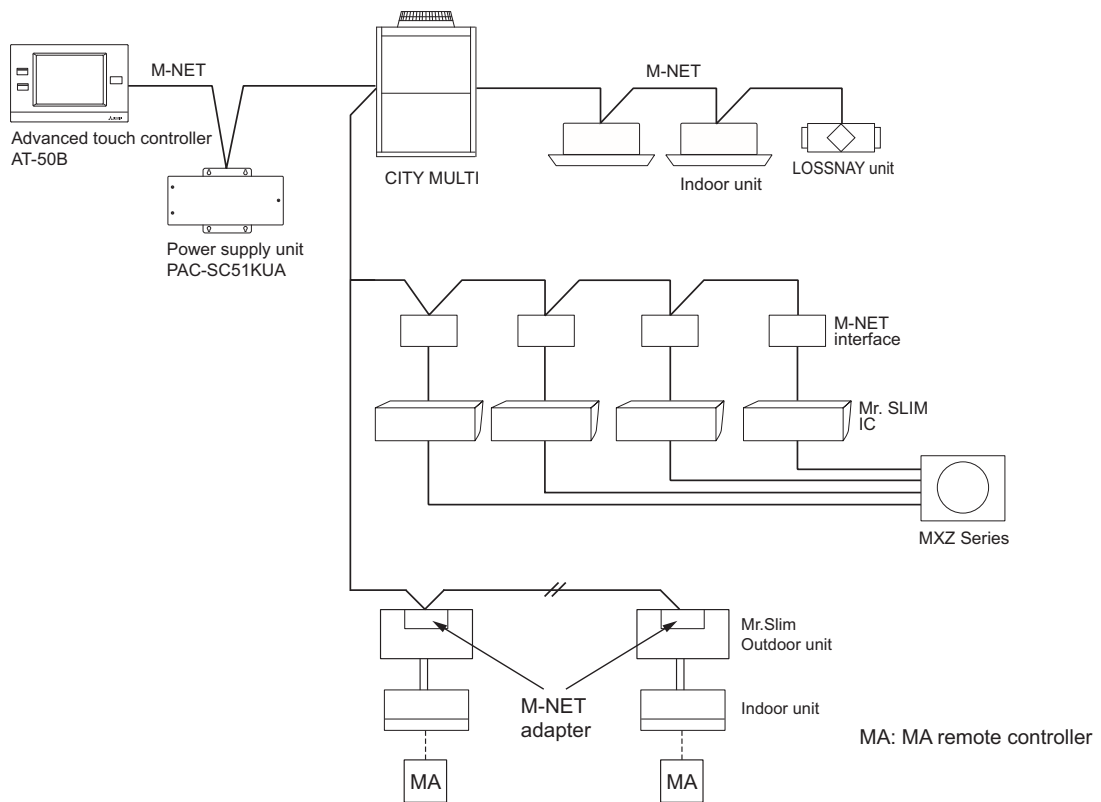 M-NET
Advanced touch controller
AT-50B
Power supply unit
PAC-SC51KUA
CITY MULTI
M-NET
Indoor unit
LOSSNAY unit
M-NET
interface
Mr. SLIM
IC
MXZ Series
Mr.Slim
Outdoor unit
M-NET
adapter
Indoor unit
MA
MA
MA: MA remote controller